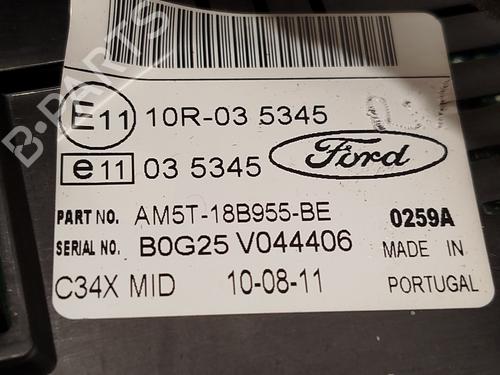 B-PARTS
E11 10R-03 5345
e11 03 5345 Ford
PART NO. AM5T-18B955-BE 0259A
SERIAL NO. B0G25 V044406 MADE IN
C34X MID 10-08-11 PORTUGAL